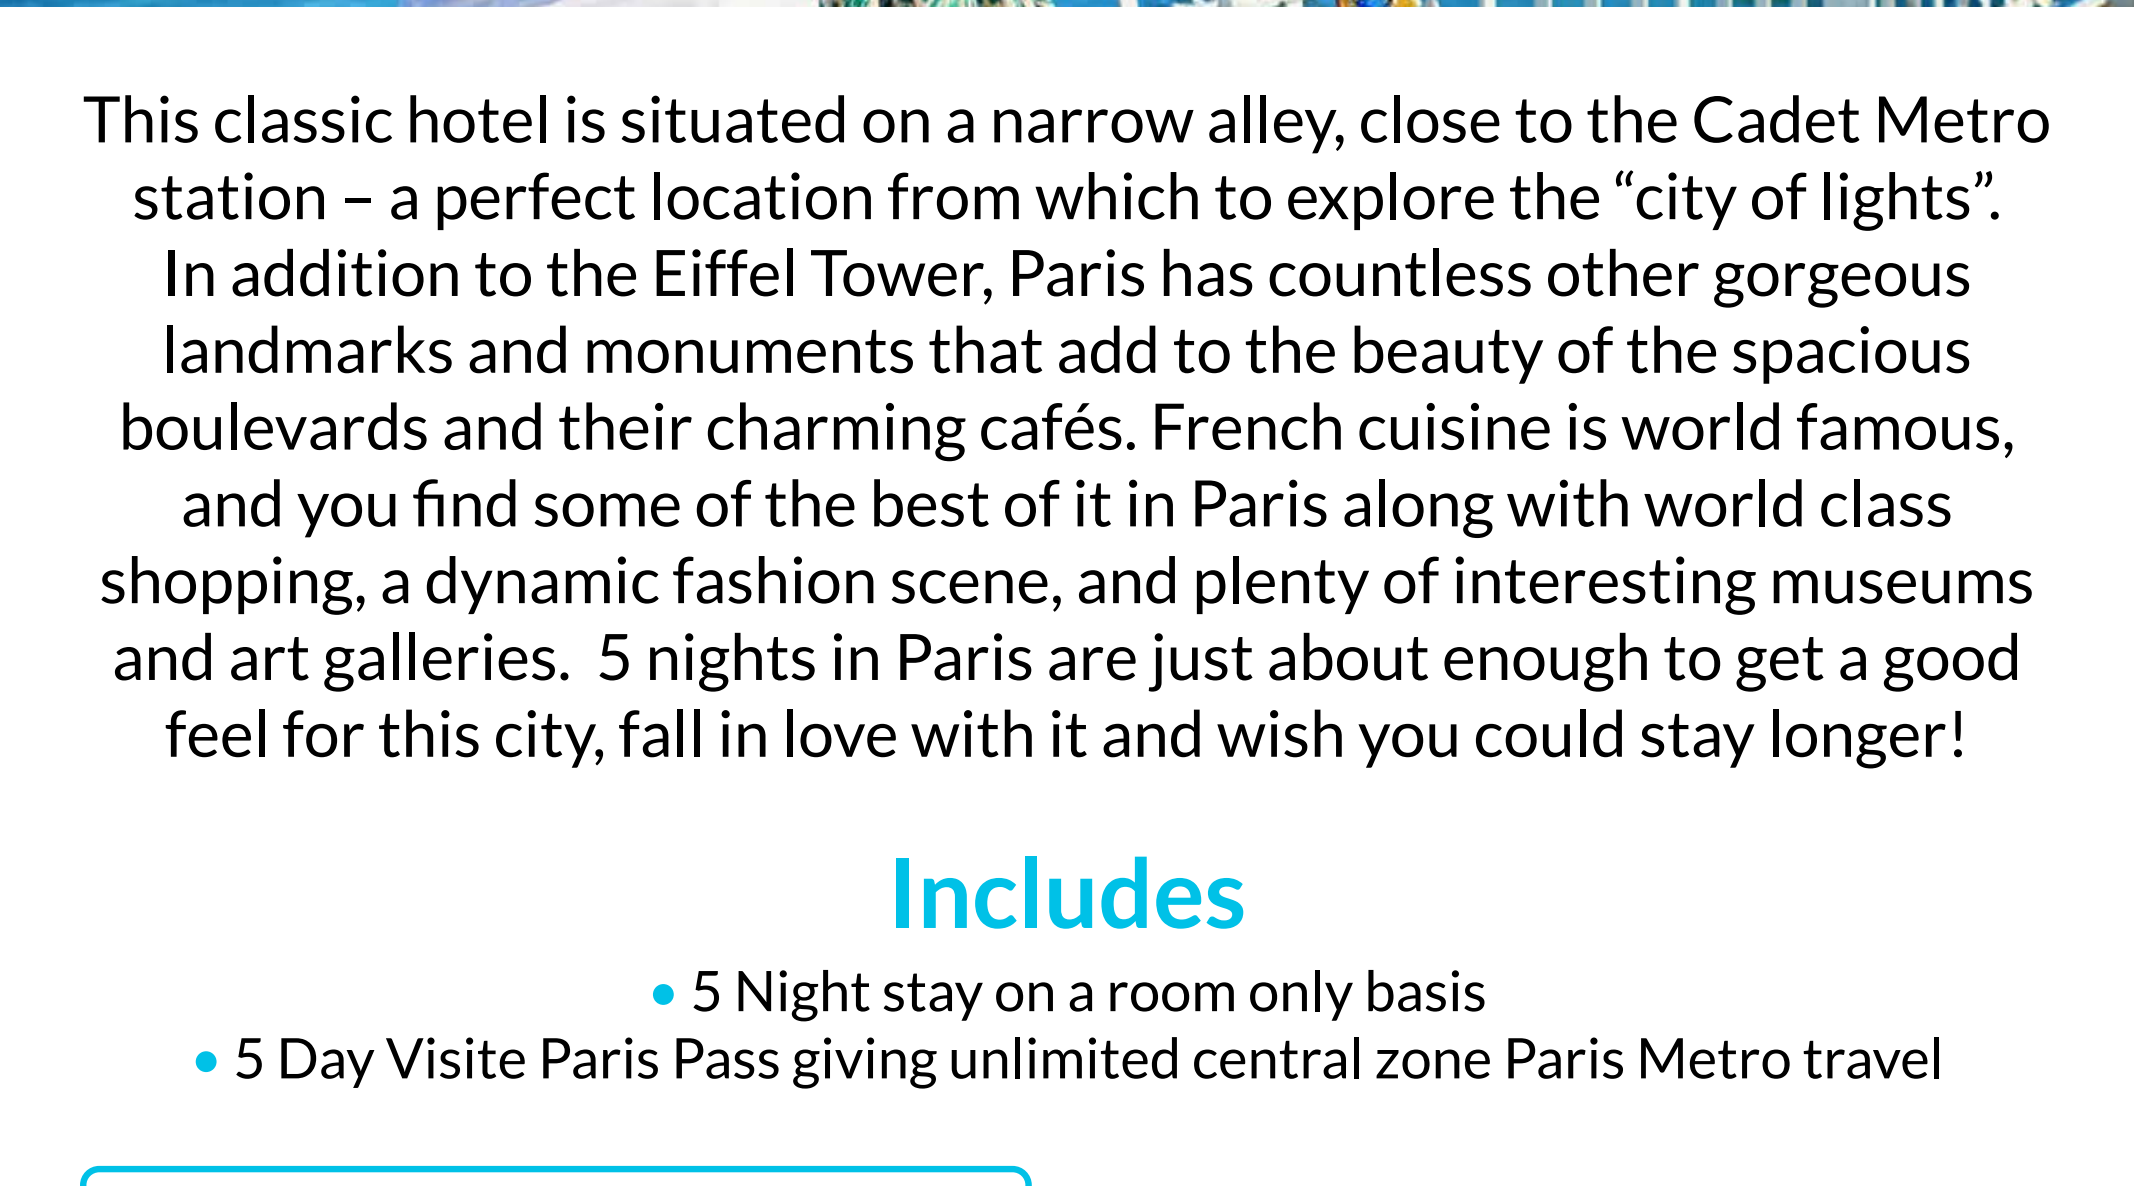 This classic hotel is situated on a narrow alley, close to the Cadet Metro
station – a perfect location from which to explore the “city of lights”.
In addition to the Eiffel Tower, Paris has countless other gorgeous
landmarks and monuments that add to the beauty of the spacious
boulevards and their charming cafés. French cuisine is world famous,
and you find some of the best of it in Paris along with world class
shopping, a dynamic fashion scene, and plenty of interesting museums
and art galleries.  5 nights in Paris are just about enough to get a good
feel for this city, fall in love with it and wish you could stay longer!
Includes
• 5 Night stay on a room only basis
• 5 Day Visite Paris Pass giving unlimited central zone Paris Metro travel